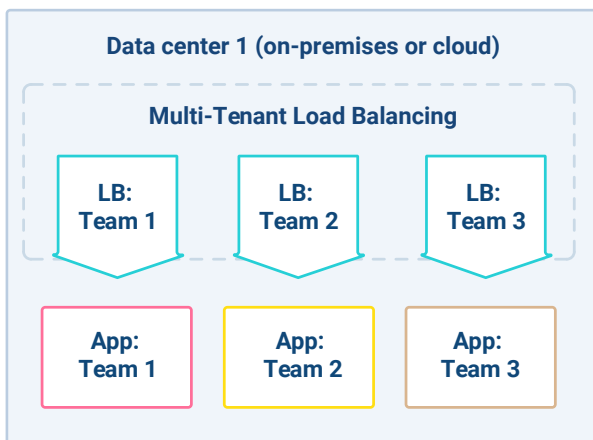 Data center 1 (on-premises or cloud)
Multi-Tenant Load Balancing
LB:
Team 1
LB:
Team 2
LB:
Team 3
App:
Team 1
App:
Team 2
App:
Team 3